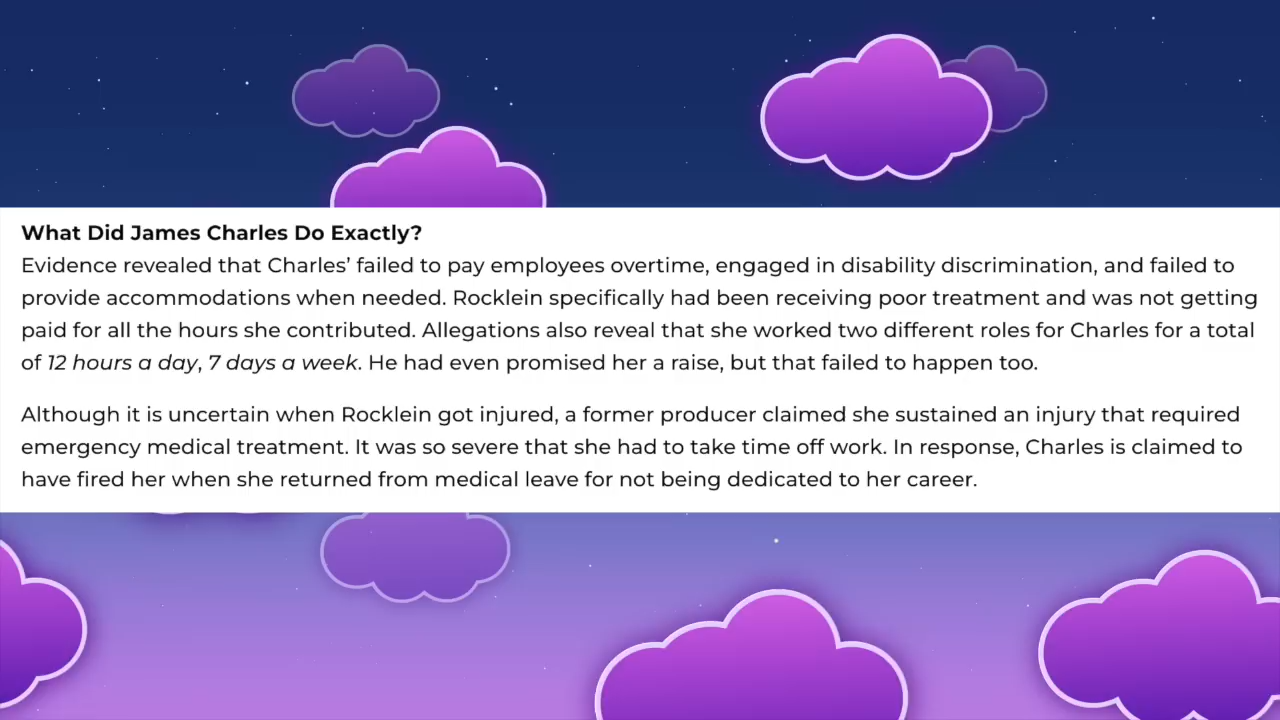 What Did James Charles Do Exactly?
Evidence revealed that Charles’ failed to pay employees overtime, engaged in disability discrimination, and failed to
provide accommodations when needed. Rocklein specifically had been receiving poor treatment and was not getting
paid for all the hours she contributed. Allegations also reveal that she worked two different roles for Charles for a total
of 12 hours a day, 7 days a week. He had even promised her a raise, but that failed to happen too.
Although it is uncertain when Rocklein got injured, a former producer claimed she sustained an injury that required
emergency medical treatment. It was so severe that she had to take time off work. In response, Charles is claimed to
have fired her when she returned from medical leave for not being dedicated to her career.